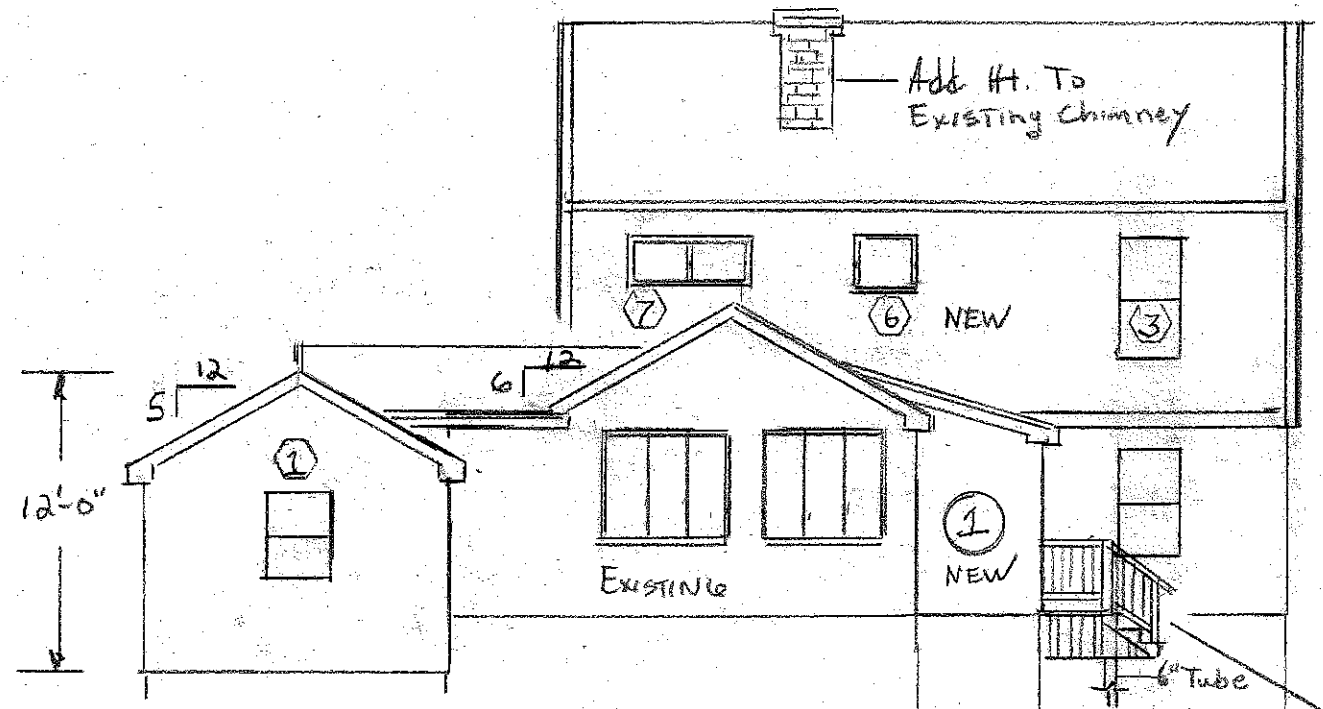 Add Ht. To
Existing Chimney
7
6
NEW
3
12
5
12
6
1
12'-0"
1
NEW
EXISTING
6" Tube